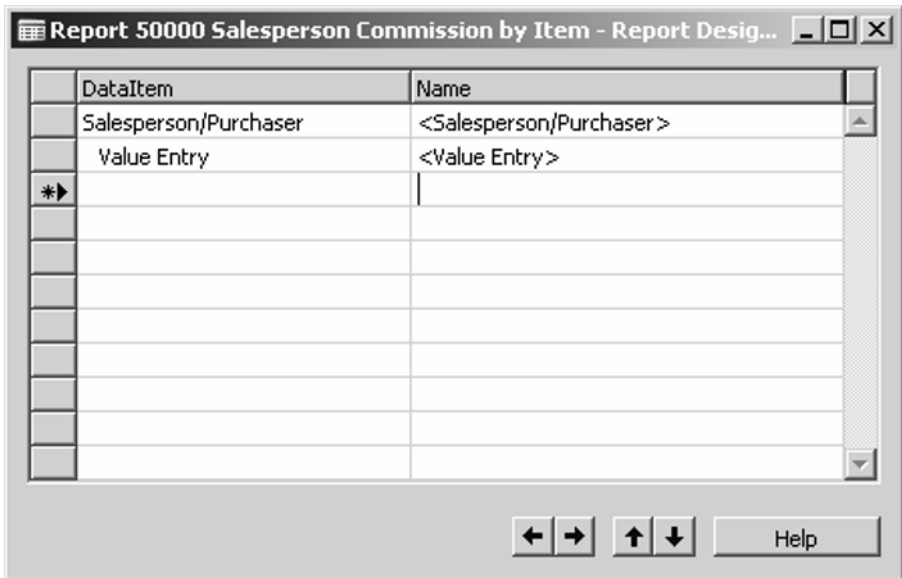 Report 50000 Salesperson Commission by Item - Report Desig...
DataItem Name
Salesperson/Purchaser <Salesperson/Purchaser>
Value Entry <Value Entry>
Help